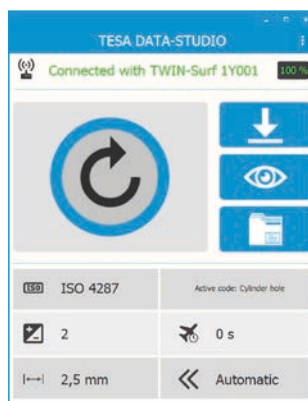 TESA DATA-STUDIO
Connected with TWIN-Surf 1Y001 100 %
ISO ISO 4287
Active code: Cylinder hole
2
0 s
2,5 mm
Automatic